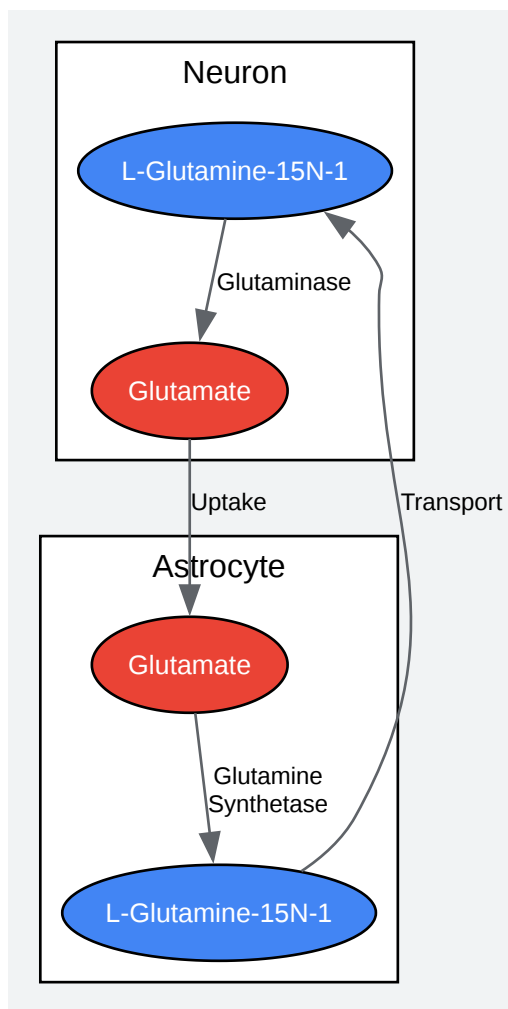 Neuron
L-Glutamine-15N-1
Glutaminase
Glutamate
Uptake
Transport
Astrocyte
Glutamate
Glutamine
Synthetase
L-Glutamine-15N-1